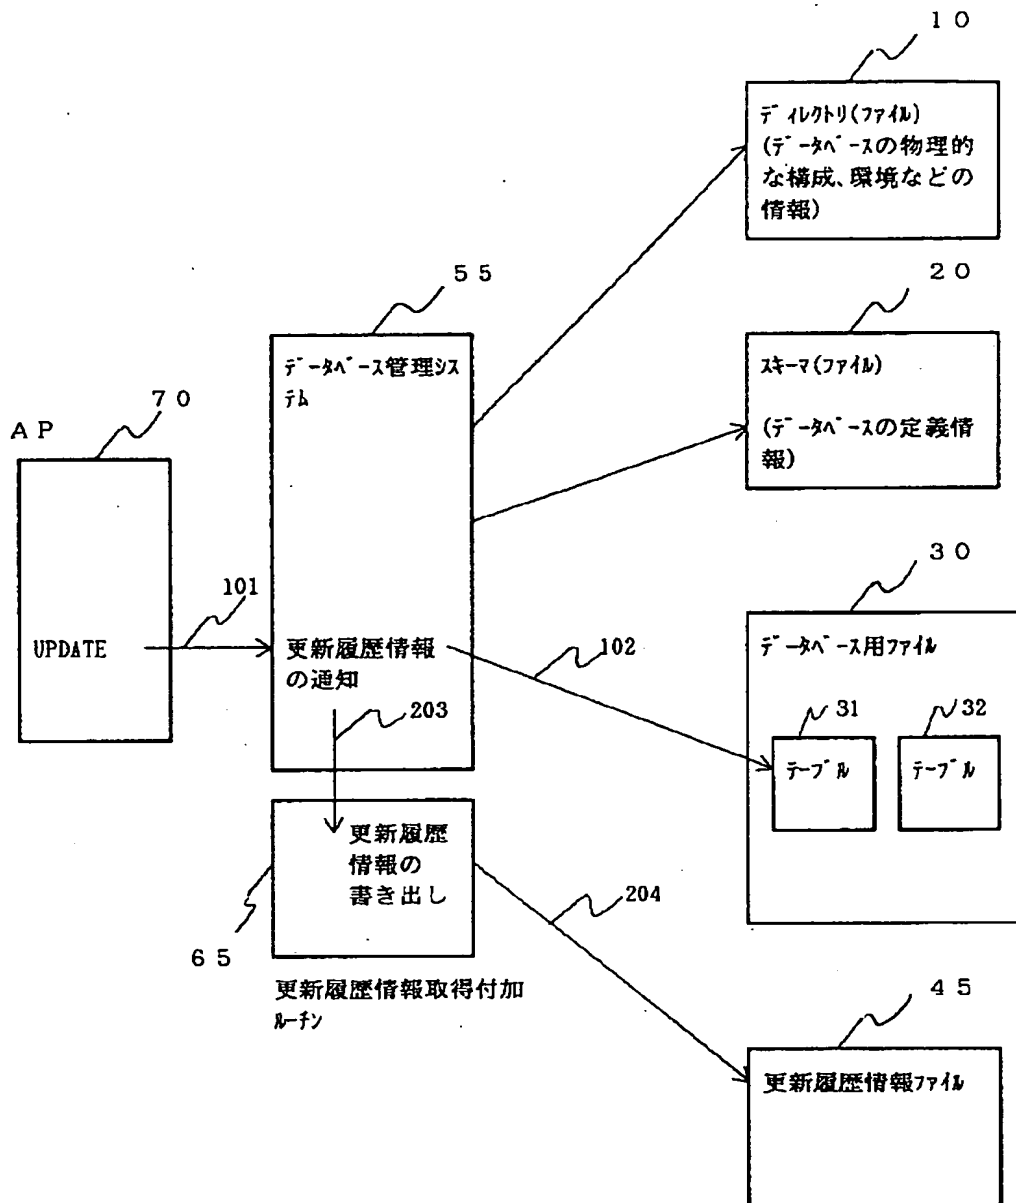 １０
ﾃﾞｨﾚｸﾄﾘ(ﾌｧｲﾙ)
(ﾃﾞｰﾀﾍﾞｰｽの物理的
な構成、環境などの
情報)
２０
ｽｷｰﾏ(ﾌｧｲﾙ)
(ﾃﾞｰﾀﾍﾞｰｽの定義情
報)
５５
ﾃﾞｰﾀﾍﾞｰｽ管理ｼｽ
ﾃﾑ
７０
ＡＰ
UPDATE
101
更新履歴情報
の通知
102
203
３０
ﾃﾞｰﾀﾍﾞｰｽ用ﾌｧｲﾙ
31
ﾃｰﾌﾞﾙ
32
ﾃｰﾌﾞﾙ
更新履歴
情報の
書き出し
204
６５
更新履歴情報取得付加
ﾙｰﾁﾝ
４５
更新履歴情報ﾌｧｲﾙ